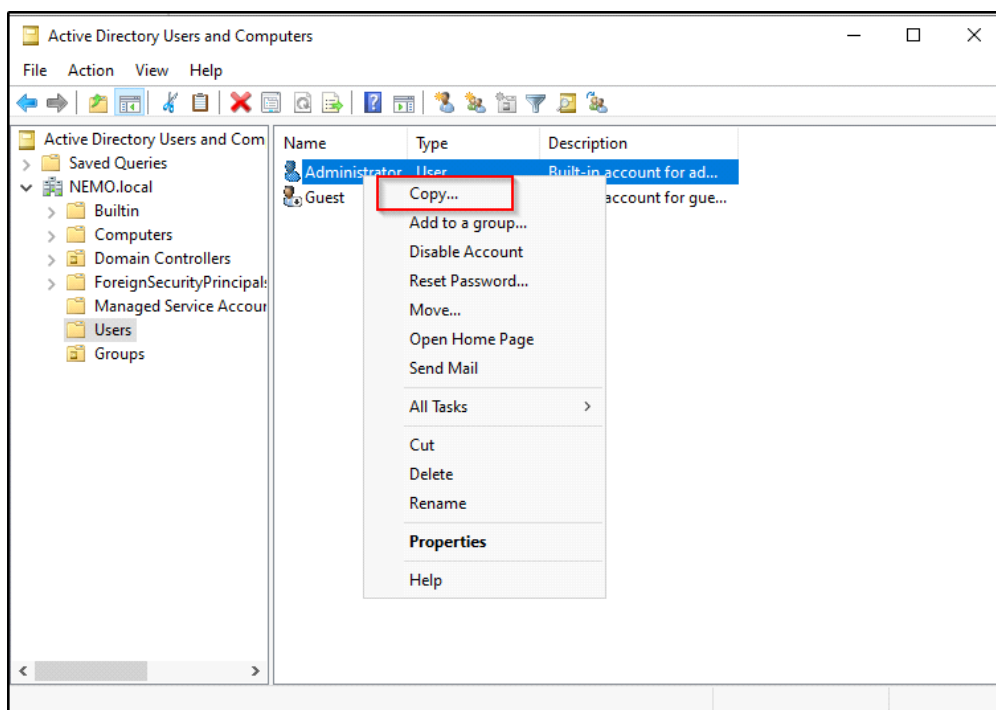 Active Directory Users and Computers
File Action View Help
Active Directory Users and Com
Saved Queries
NEMO.local
Builtin
Computers
Domain Controllers
ForeignSecurityPrincipals
Managed Service Accour
Users
Groups
Name Type Description
Administrator User Built-in account for ad...
Guest account for gue...
Copy...
Add to a group...
Disable Account
Reset Password...
Move...
Open Home Page
Send Mail
All Tasks
Cut
Delete
Rename
Properties
Help